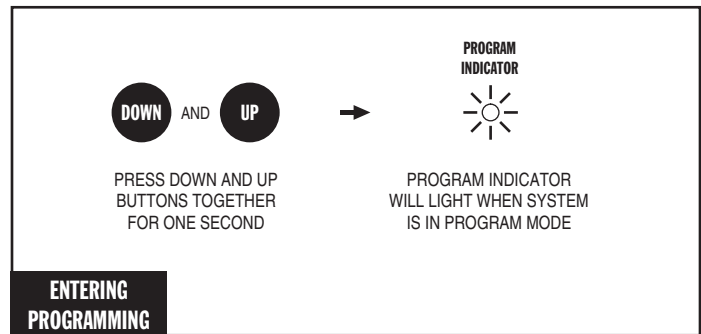 PROGRAM
INDICATOR
DOWN AND UP
PRESS DOWN AND UP
BUTTONS TOGETHER
FOR ONE SECOND
PROGRAM INDICATOR
WILL LIGHT WHEN SYSTEM
IS IN PROGRAM MODE
ENTERING
PROGRAMMING